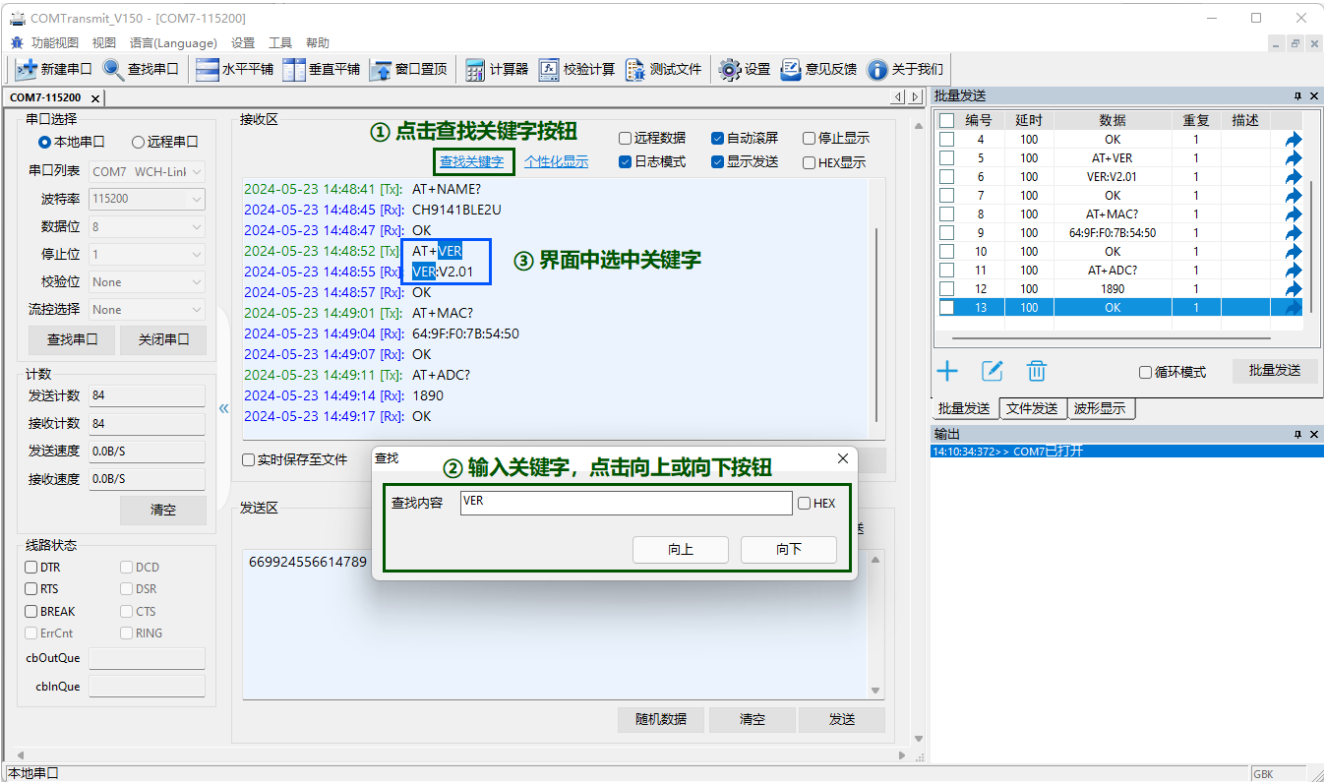 COMTransmit_V150 - [COM7-115200]
功能视图 视图 语言(Language) 设置 工具 帮助
新建串口 查找串口 水平平铺 垂直平铺 窗口置顶 计算器 校验计算 测试文件 设置 意见反馈 关于我们
COM7-115200
串口选择
本地串口 远程串口
串口列表 COM7 WCH-Linl
波特率 115200
数据位 8
停止位 1
校验位 None
流控选择 None
查找串口 关闭串口
计数
发送计数 84
接收计数 84
发送速度 0.0B/S
接收速度 0.0B/S
清空
线路状态
DTR DCD
RTS DSR
BREAK CTS
ErrCnt RING
cbOutQue
cbInQue
接收区
① 点击查找关键字按钮
远程数据 自动滚屏 停止显示
查找关键字 个性化显示 日志模式 显示发送 HEX显示
2024-05-23 14:48:41 [Tx]: AT+NAME?
2024-05-23 14:48:45 [Rx]: CH9141BLE2U
2024-05-23 14:48:47 [Rx]: OK
2024-05-23 14:48:52 [Tx] AT+VER
2024-05-23 14:48:55 [Rx] VER:V2.01
③ 界面中选中关键字
2024-05-23 14:48:57 [Rx]: OK
2024-05-23 14:49:01 [Tx]: AT+MAC?
2024-05-23 14:49:04 [Rx]: 64:9F:F0:7B:54:50
2024-05-23 14:49:07 [Rx]: OK
2024-05-23 14:49:11 [Tx]: AT+ADC?
2024-05-23 14:49:14 [Rx]: 1890
2024-05-23 14:49:17 [Rx]: OK
实时保存至文件
查找
② 输入关键字，点击向上或向下按钮
查找内容 VER HEX
向上 向下
发送区
669924556614789
随机数据 清空 发送
批量发送
编号 延时 数据 重复 描述
4 100 OK 1
5 100 AT+VER 1
6 100 VER:V2.01 1
7 100 OK 1
8 100 AT+MAC? 1
9 100 64:9F:F0:7B:54:50 1
10 100 OK 1
11 100 AT+ADC? 1
12 100 1890 1
13 100 OK 1
循环模式 批量发送
批量发送 文件发送 波形显示
输出
14:10:34:372>> COM7已打开
本地串口
GBK